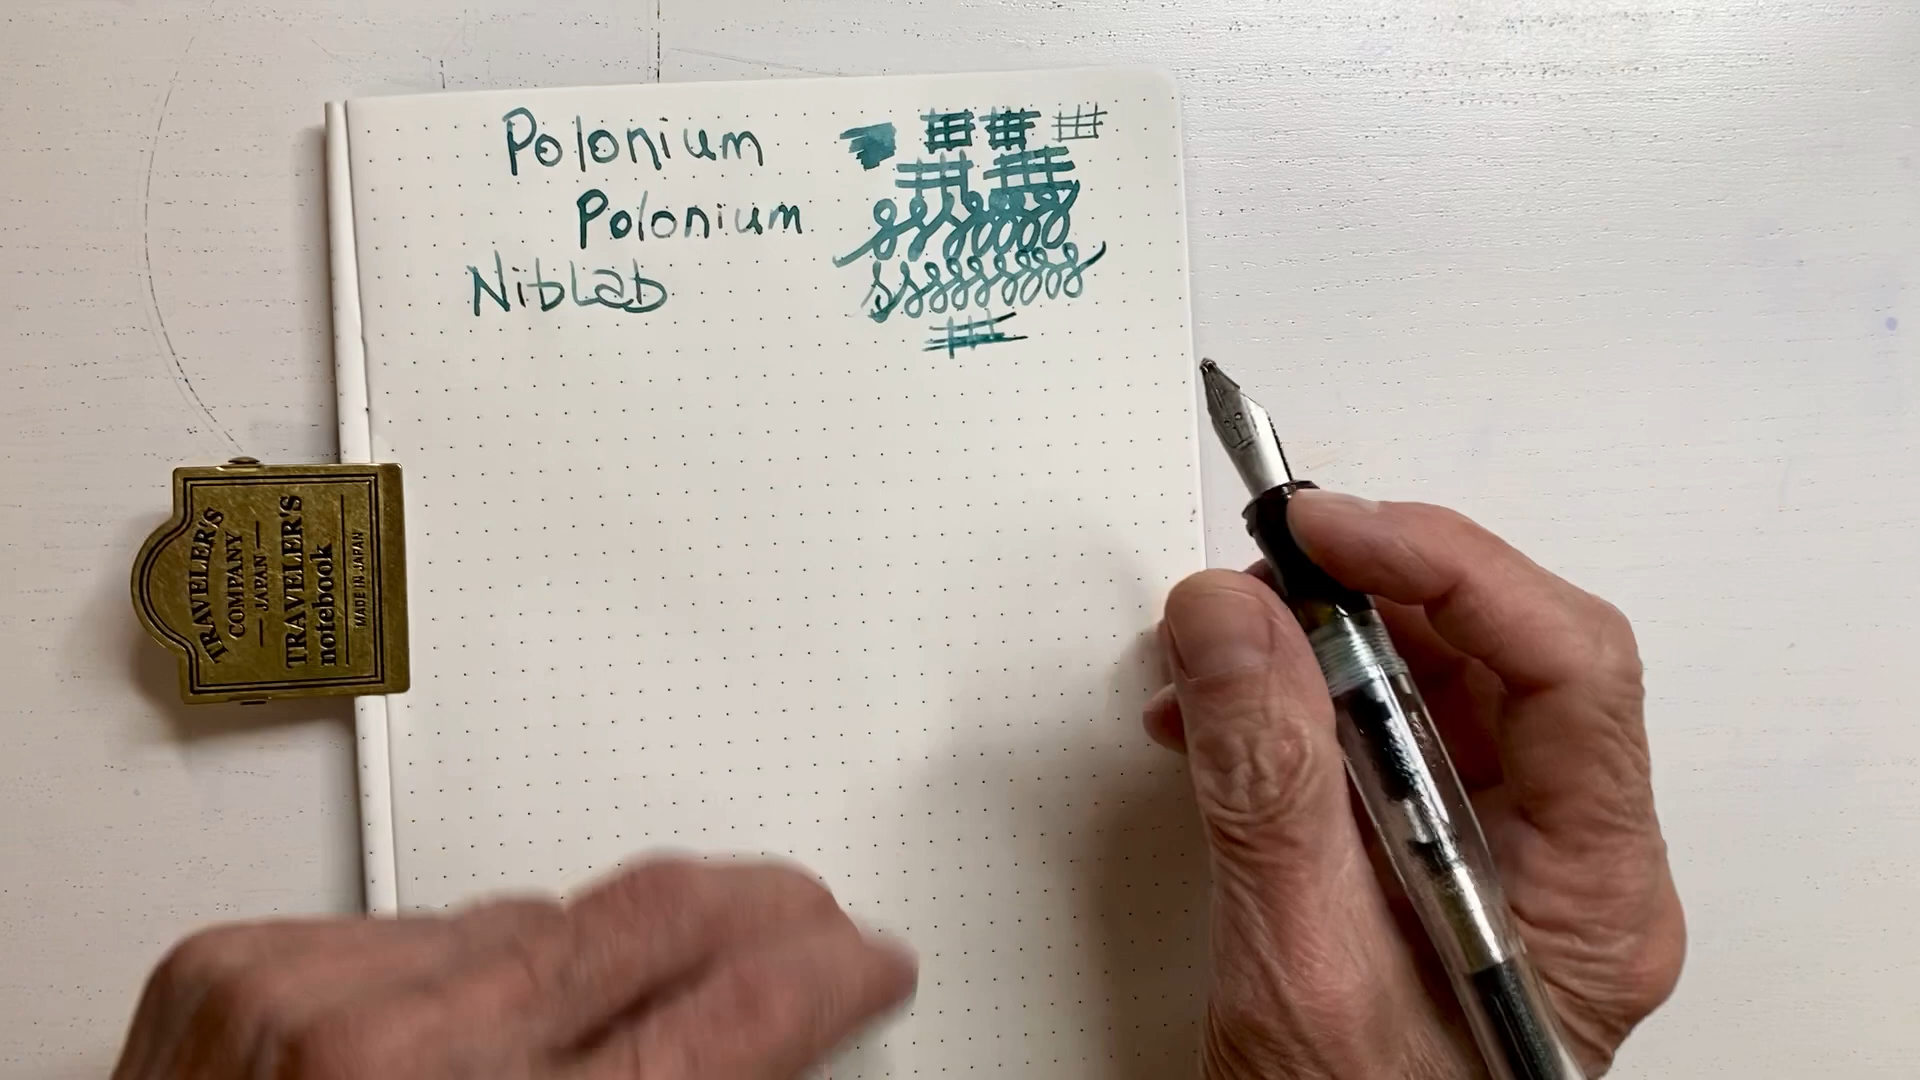 Polonium
Polonium
NibLab
TRAVELER'S
COMPANY
JAPAN
TRAVELER'S
notebook
MADE IN JAPAN